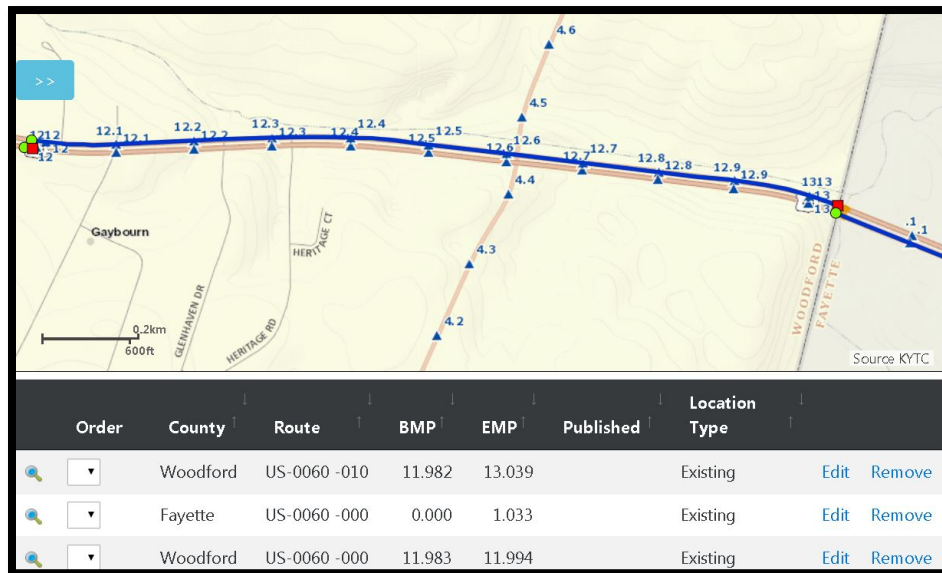 4.6
>>
4.5
12 12
12.1
12.1
12.2
12.2
12.3
12.3
12.4
12.4
12.5
12.5
12.6
12.6
12.7
12.7
12.8
12.8
12.9
12.9
13 13
-12
-12
13
13
4.4
.1
.1
Gaybourn
HERITAGE CT
4.3
WOODFORD
FAYETTE
GLENHAVEN DR
HERITAGE RD
4.2
0.2km
600ft
Source KYTC
Order County Route BMP EMP Published Location Type
Woodford US-0060 -010 11.982 13.039 Existing Edit Remove
Fayette US-0060 -000 0.000 1.033 Existing Edit Remove
Woodford US-0060 -000 11.983 11.994 Existing Edit Remove